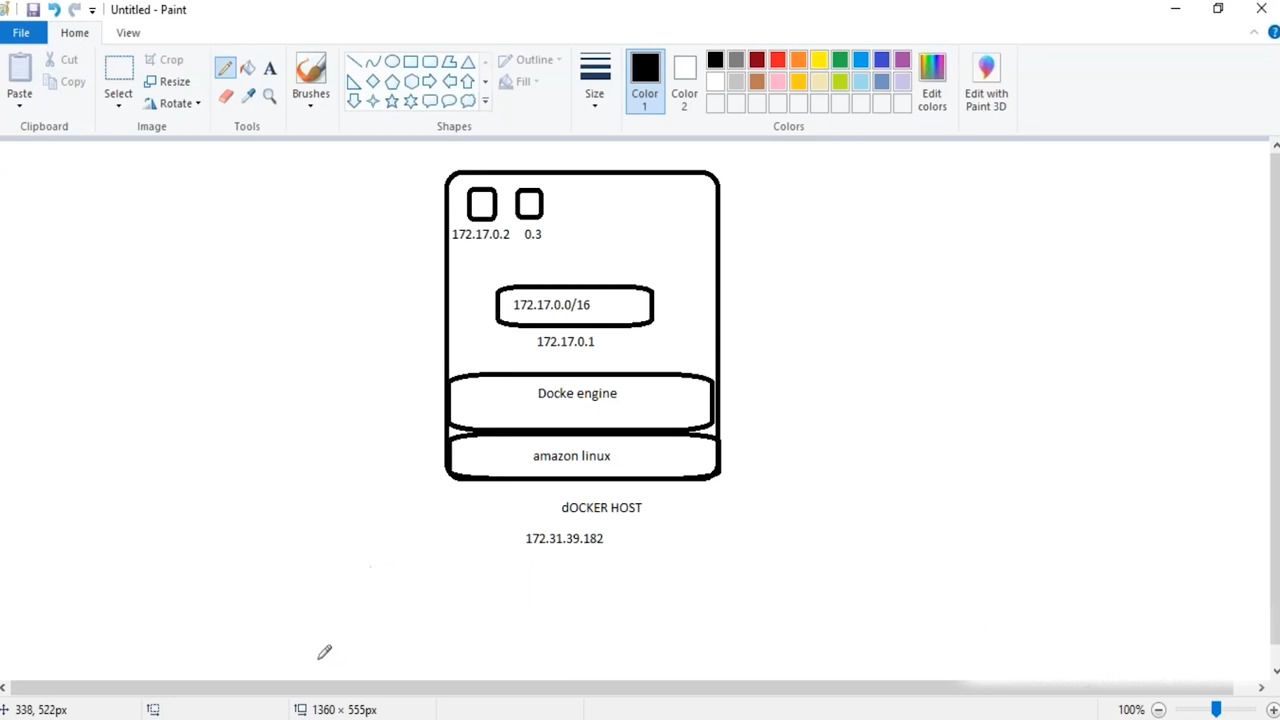 Untitled - Paint
File
Home
View
Paste
Cut
Copy
Clipboard
Select
Crop
Resize
Rotate
Image
A
Tools
Brushes
Outline
Fill
Shapes
Size
Color 1
Color 2
Edit colors
Edit with Paint 3D
Colors
172.17.0.2 0.3
172.17.0.0/16
172.17.0.1
Docke engine
amazon linux
dOCKER HOST
172.31.39.182
338, 522px
1360 × 555px
100%